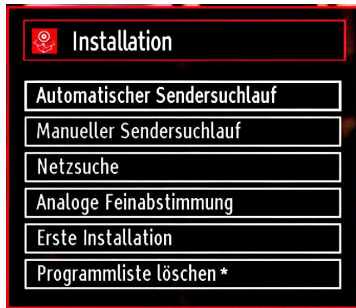 Installation
Automatischer Sendersuchlauf
Manueller Sendersuchlauf
Netzsuche
Analoge Feinabstimmung
Erste Installation
Programmliste löschen *